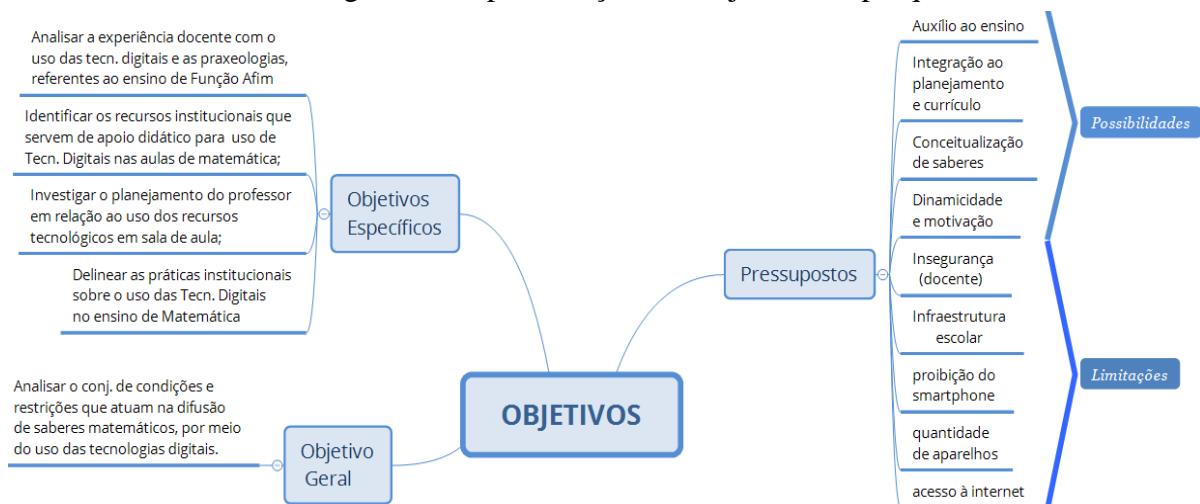 Analisar a experiência docente com o
uso das tecn. digitais e as praxeologias,
referentes ao ensino de Função Afim
Identificar os recursos institucionais que
servem de apoio didático para uso de
Tecn. Digitais nas aulas de matemática;
Investigar o planejamento do professor
em relação ao uso dos recursos
tecnológicos em sala de aula;
Delinear as práticas institucionais
sobre o uso das Tecn. Digitais
no ensino de Matemática
Objetivos
Específicos
Analisar o conj. de condições e
restrições que atuam na difusão
de saberes matemáticos, por meio
do uso das tecnologias digitais.
Objetivo
Geral
OBJETIVOS
Pressupostos
Auxílio ao ensino
Integração ao
planejamento
e currículo
Conceitualização
de saberes
Dinamicidade
e motivação
Insegurança
(docente)
Infraestrutura
escolar
proibição do
smartphone
quantidade
de aparelhos
acesso à internet
Possibilidades
Limitações